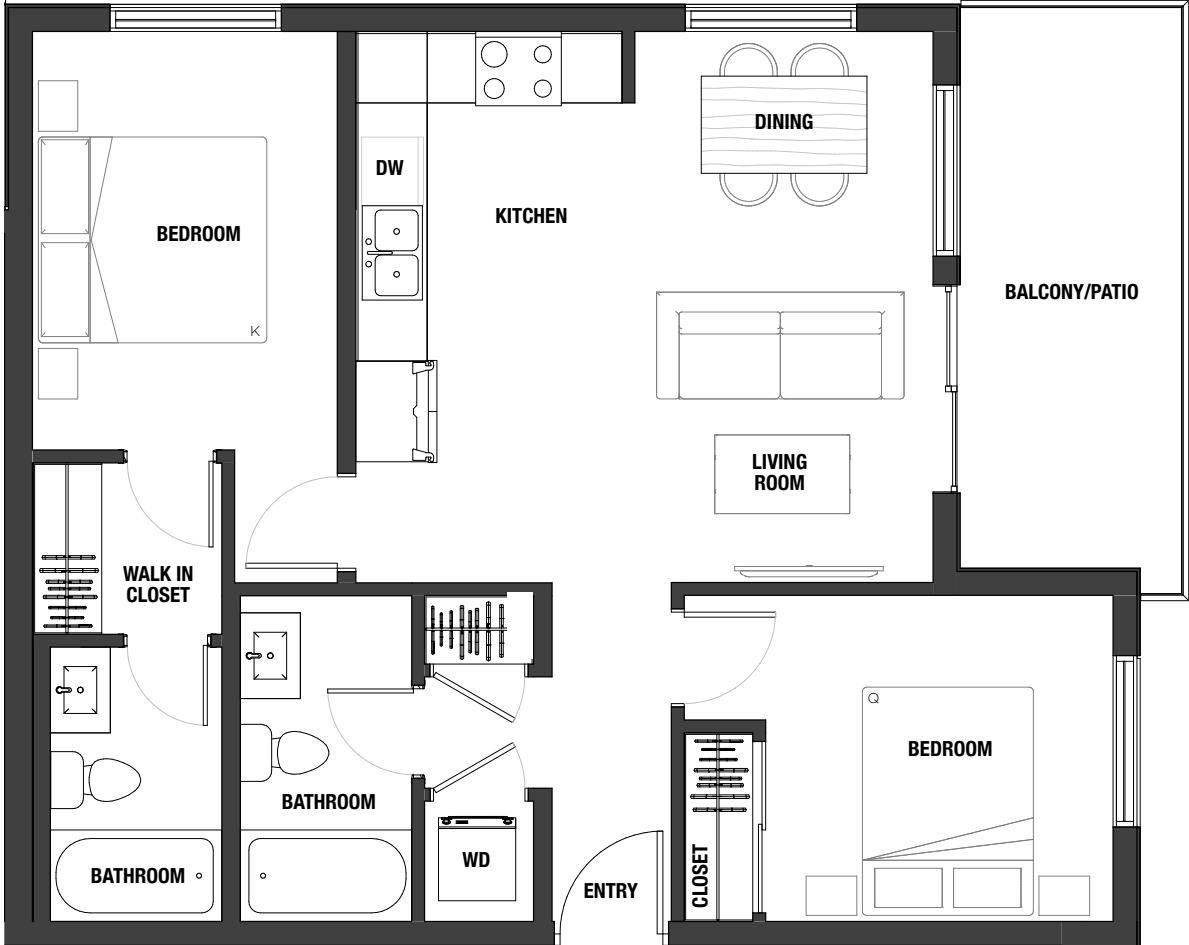 DINING
DW
KITCHEN
BEDROOM
BALCONY/PATIO
K
LIVING
ROOM
WALK IN
CLOSET
Q
BEDROOM
BATHROOM
WD
CLOSET
BATHROOM
ENTRY